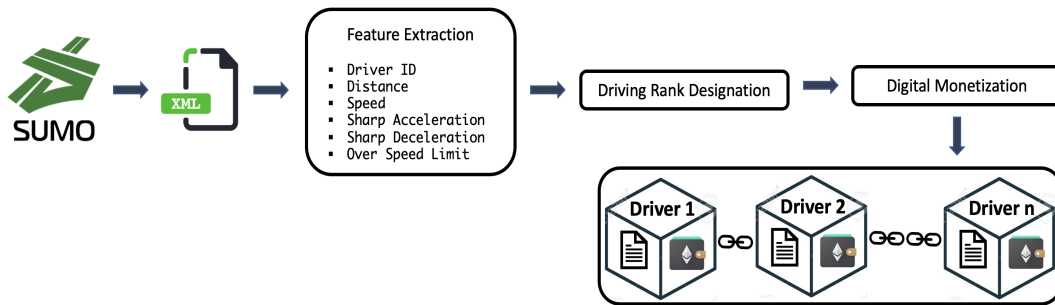 SUMO
XML
Feature Extraction
▪ Driver ID
▪ Distance
▪ Speed
▪ Sharp Acceleration
▪ Sharp Deceleration
▪ Over Speed Limit
Driving Rank Designation
Digital Monetization
Driver 1
Driver 2
Driver n